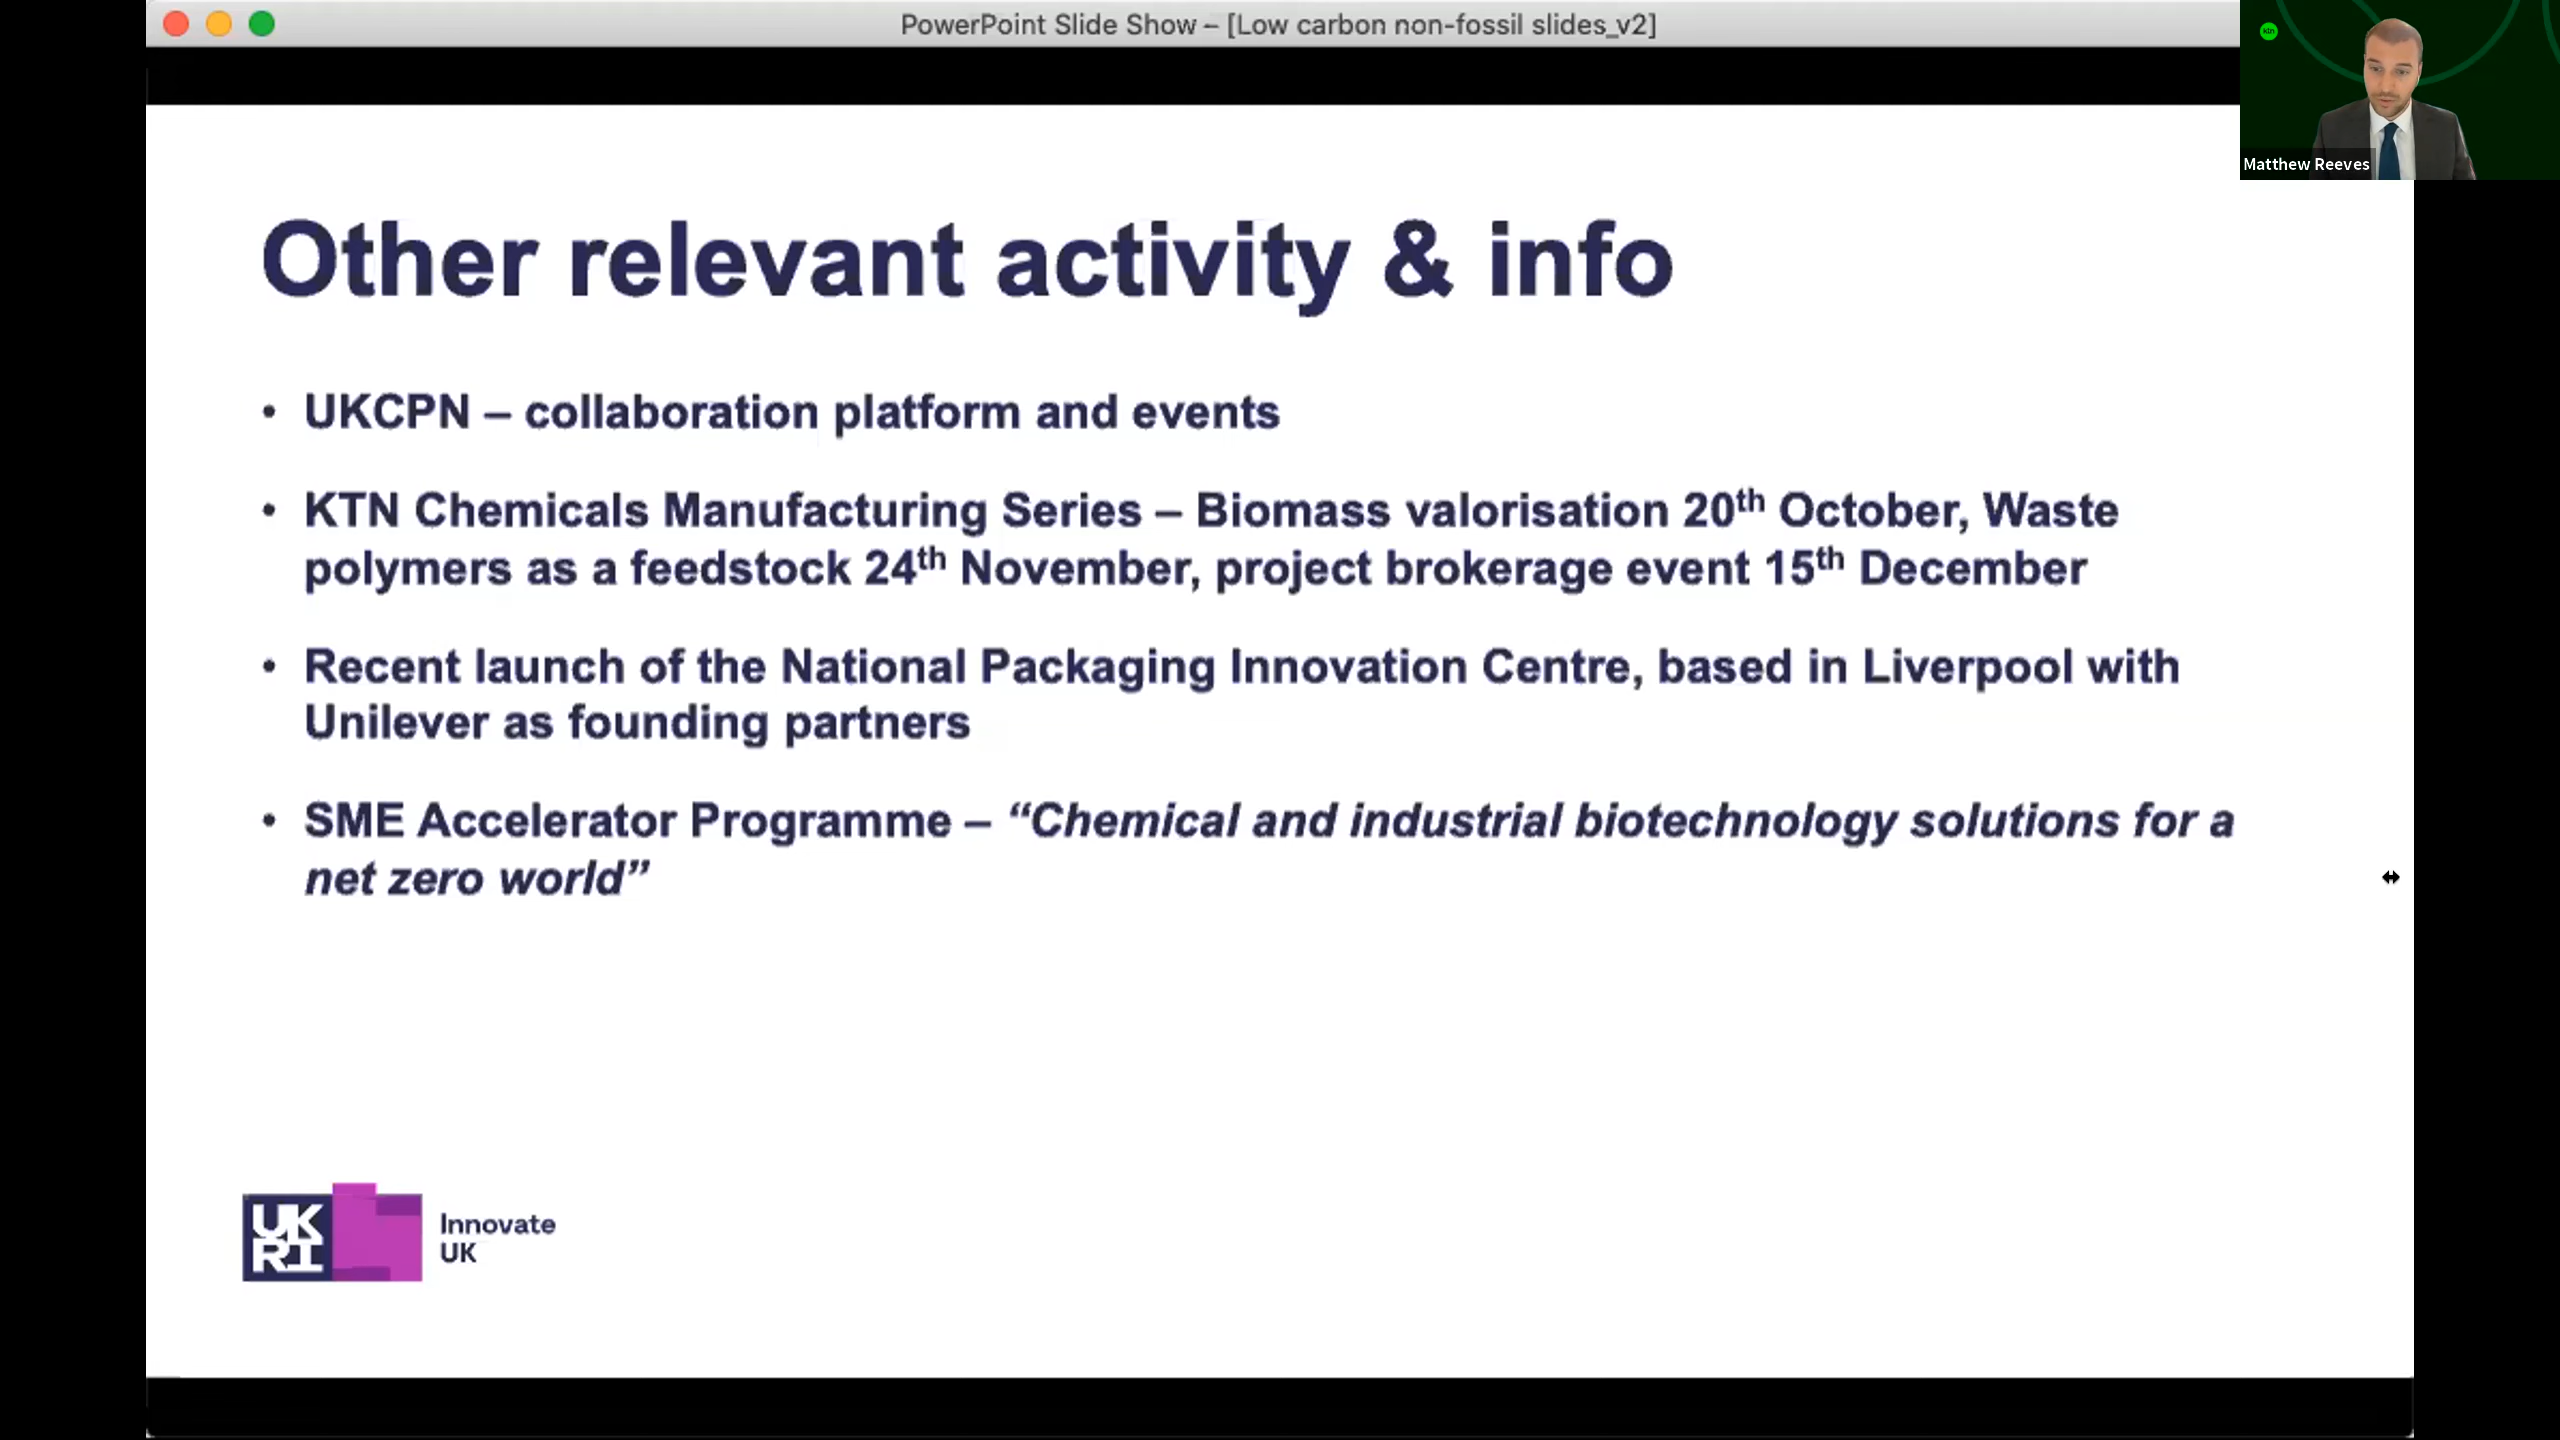 PowerPoint Slide Show – [Low carbon non-fossil slides_v2]
ktn
Matthew Reeves
Other relevant activity & info
• UKCPN – collaboration platform and events
• KTN Chemicals Manufacturing Series – Biomass valorisation 20th October, Waste
polymers as a feedstock 24th November, project brokerage event 15th December
• Recent launch of the National Packaging Innovation Centre, based in Liverpool with
Unilever as founding partners
• SME Accelerator Programme – “Chemical and industrial biotechnology solutions for a
net zero world”
UK
RI
Innovate
UK